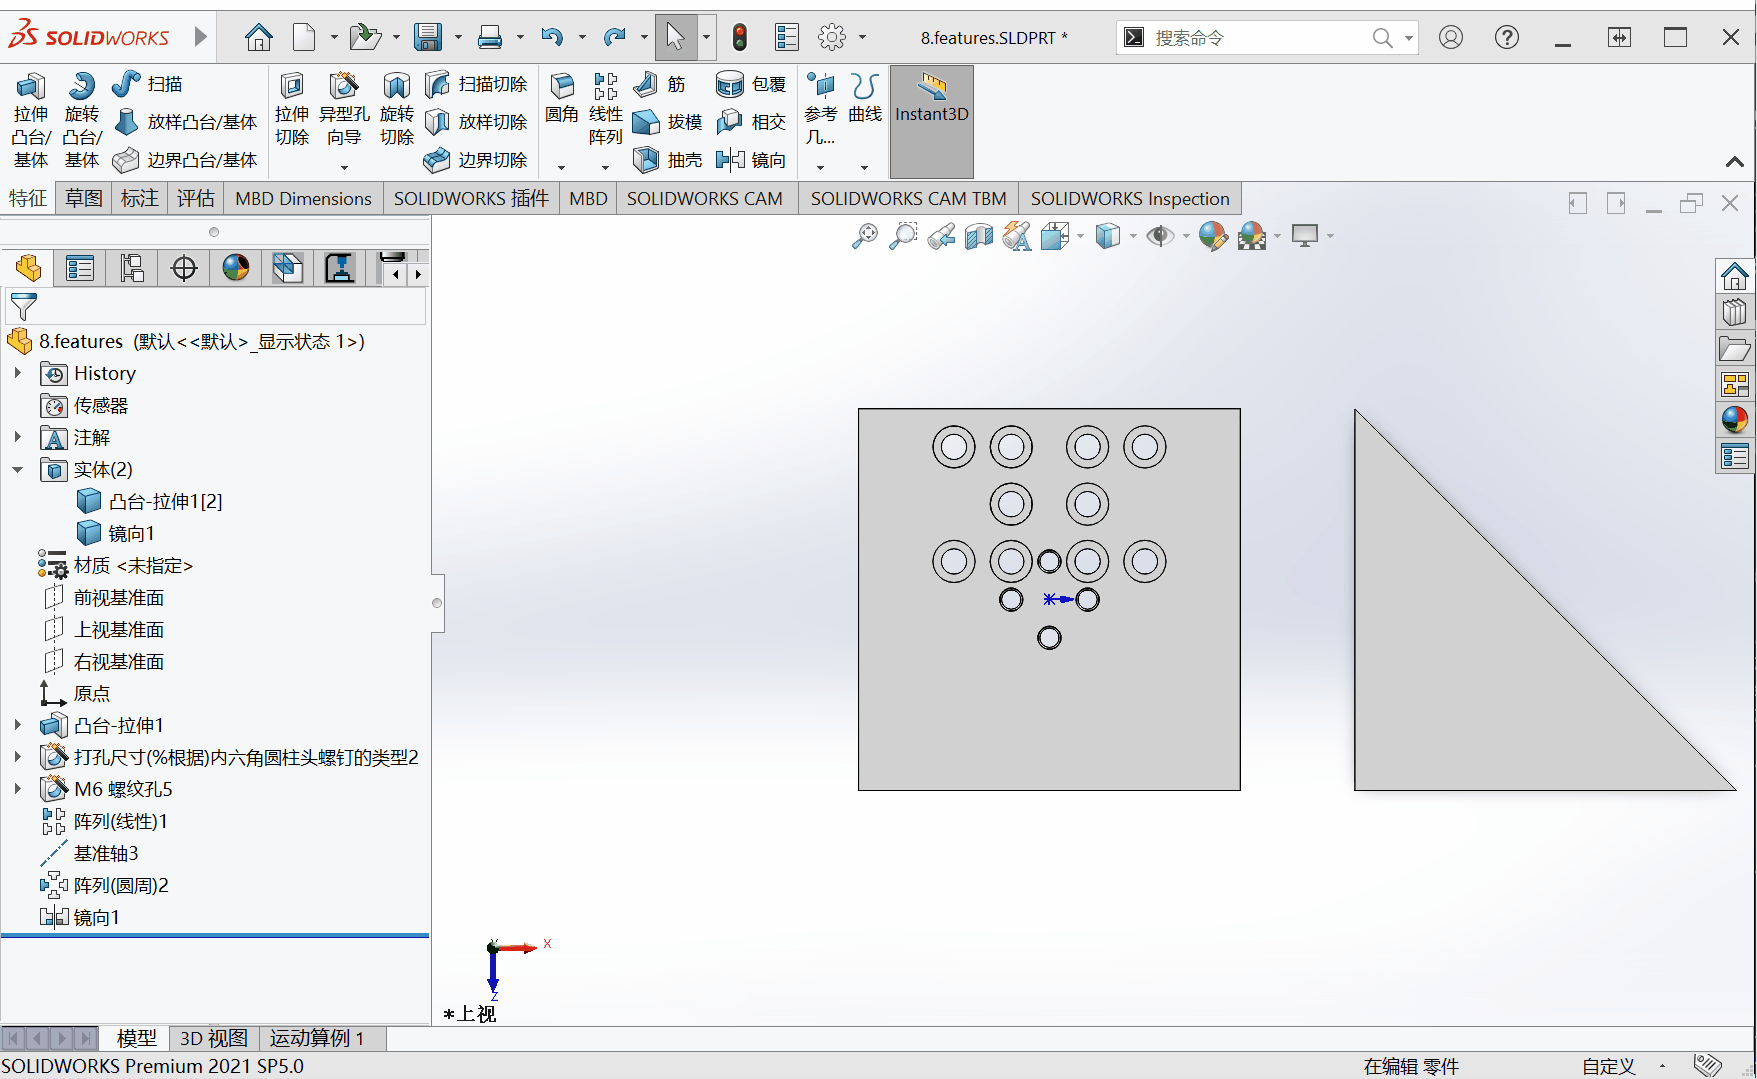 SOLIDWORKS
8.features.SLDPRT *
搜索命令
拉伸凸台/基体
旋转凸台/基体
扫描
放样凸台/基体
边界凸台/基体
拉伸切除
异型孔向导
旋转切除
扫描切除
放样切除
边界切除
圆角
线性阵列
筋
拔模
抽壳
包覆
相交
镜向
参考几...
曲线
Instant3D
特征
草图
标注
评估
MBD Dimensions
SOLIDWORKS 插件
MBD
SOLIDWORKS CAM
SOLIDWORKS CAM TBM
SOLIDWORKS Inspection
8.features (默认<<默认>_显示状态 1>)
History
传感器
注解
实体(2)
凸台-拉伸1[2]
镜向1
材质 <未指定>
前视基准面
上视基准面
右视基准面
原点
凸台-拉伸1
打孔尺寸(%根据)内六角圆柱头螺钉的类型2
M6 螺纹孔5
阵列(线性)1
基准轴3
阵列(圆周)2
镜向1
Y
X
Z
*上视
模型
3D 视图
运动算例 1
SOLIDWORKS Premium 2021 SP5.0
在编辑 零件
自定义